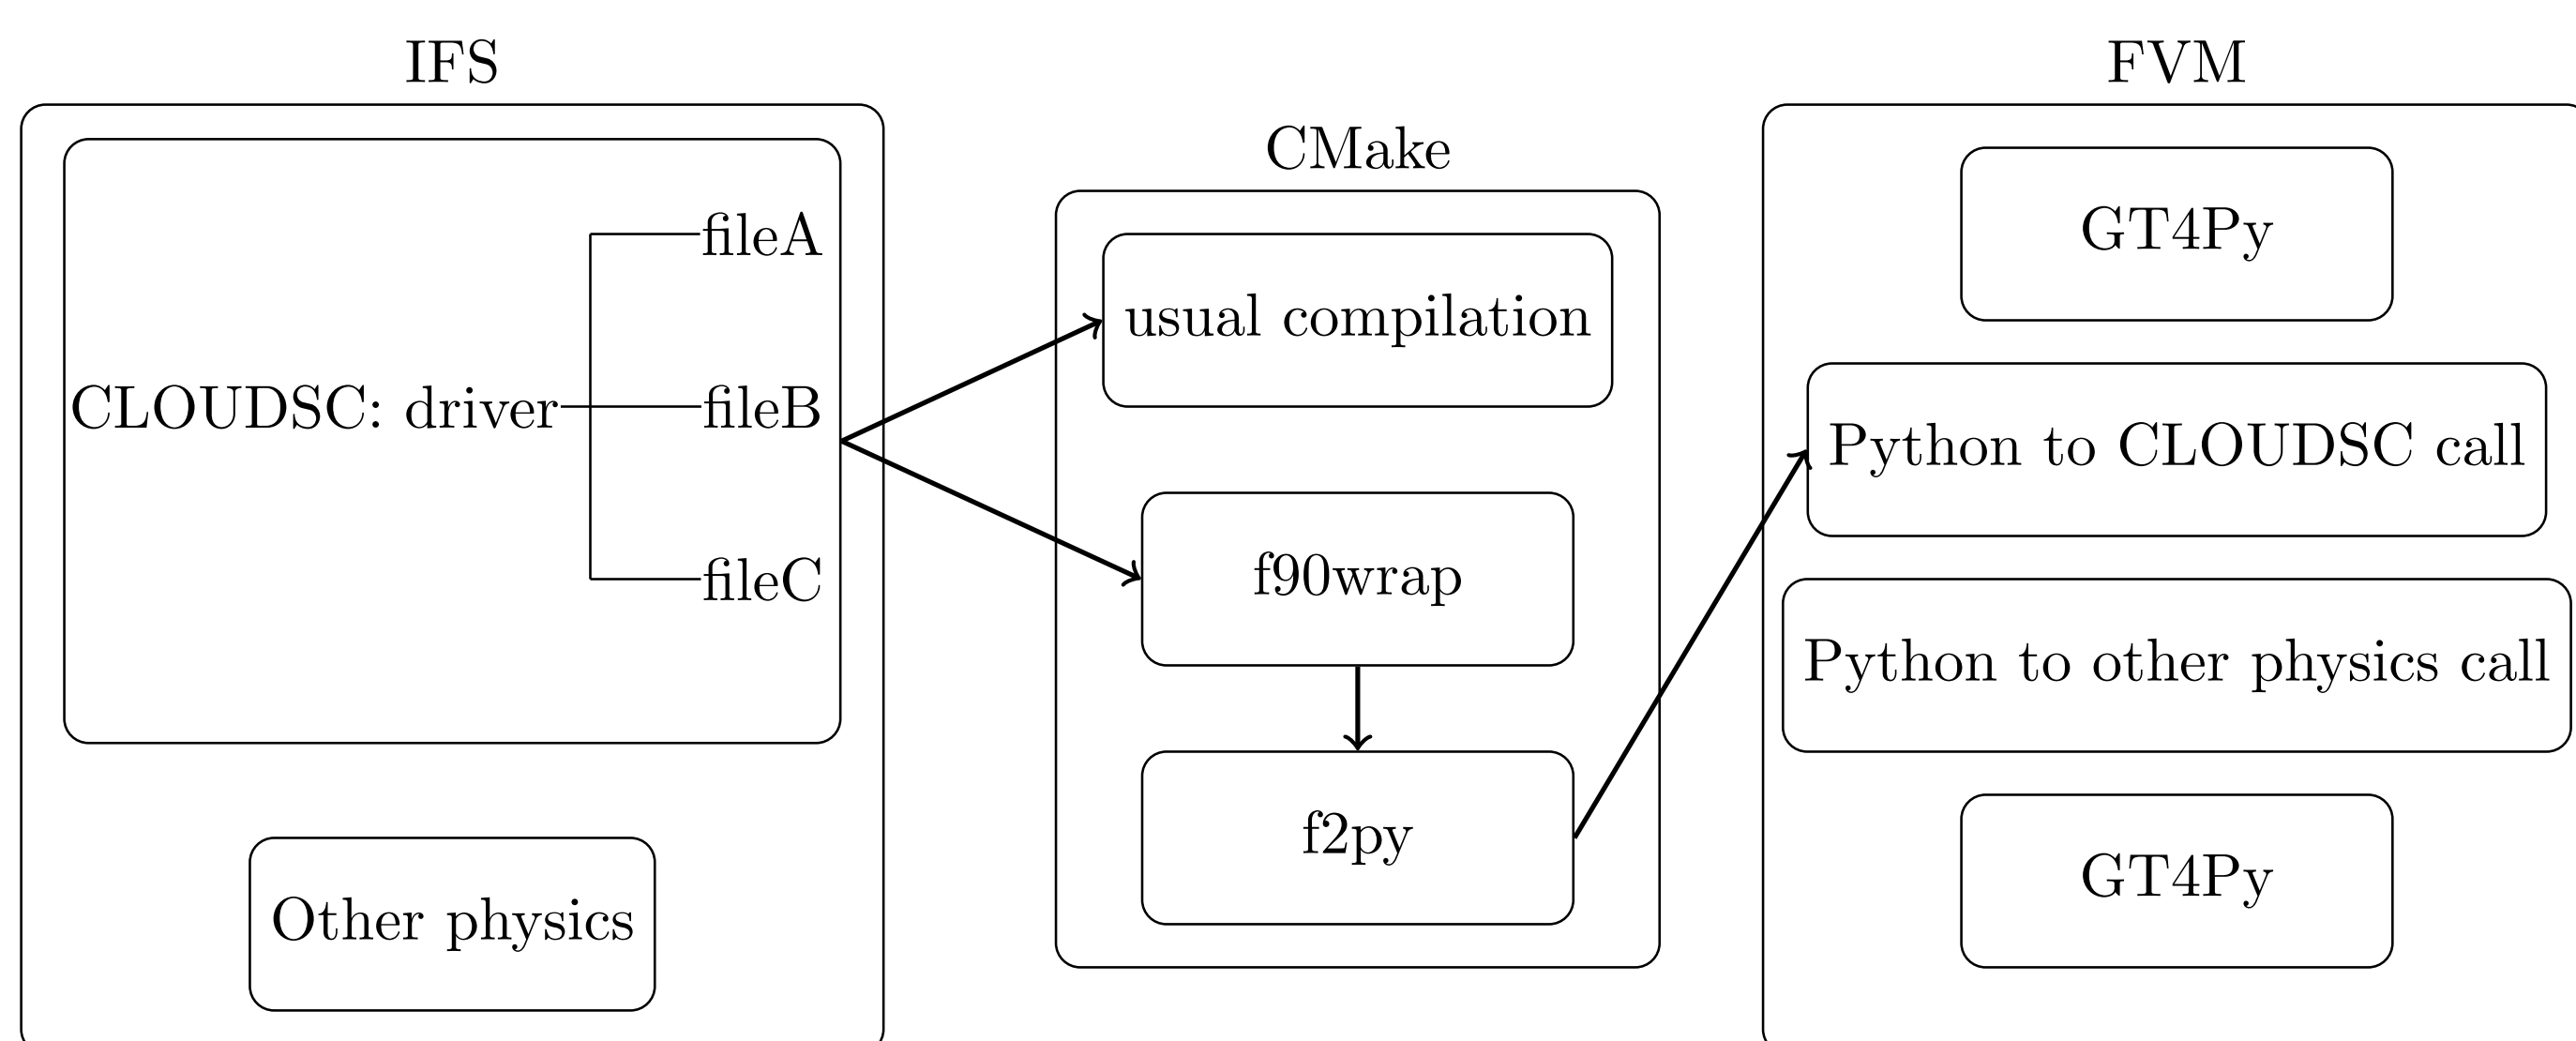 IFS
fileA
CLOUDSC: driver
fileB
fileC
Other physics
CMake
usual compilation
f90wrap
f2py
FVM
GT4Py
Python to CLOUDSC call
Python to other physics call
GT4Py